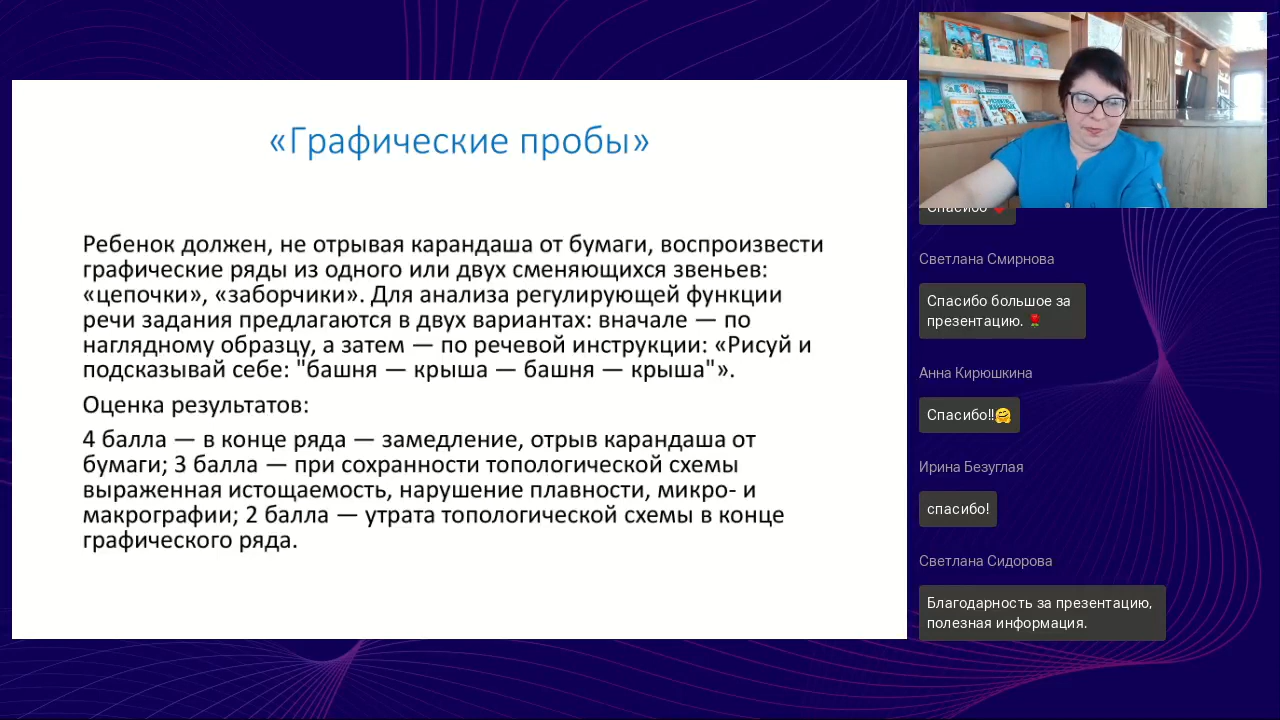 «Графические пробы»
Ребенок должен, не отрывая карандаша от бумаги, воспроизвести
графические ряды из одного или двух сменяющихся звеньев:
«цепочки», «заборчики». Для анализа регулирующей функции
речи задания предлагаются в двух вариантах: вначале — по
наглядному образцу, а затем — по речевой инструкции: «Рисуй и
подсказывай себе: "башня — крыша — башня — крыша"».
Оценка результатов:
4 балла — в конце ряда — замедление, отрыв карандаша от
бумаги; 3 балла — при сохранности топологической схемы
выраженная истощаемость, нарушение плавности, микро- и
макрографии; 2 балла — утрата топологической схемы в конце
графического ряда.
Спасибо ❤️
Светлана Смирнова
Спасибо большое за
презентацию. 🌹
Анна Кирюшкина
Спасибо!!🤗
Ирина Безуглая
спасибо!
Светлана Сидорова
Благодарность за презентацию,
полезная информация.